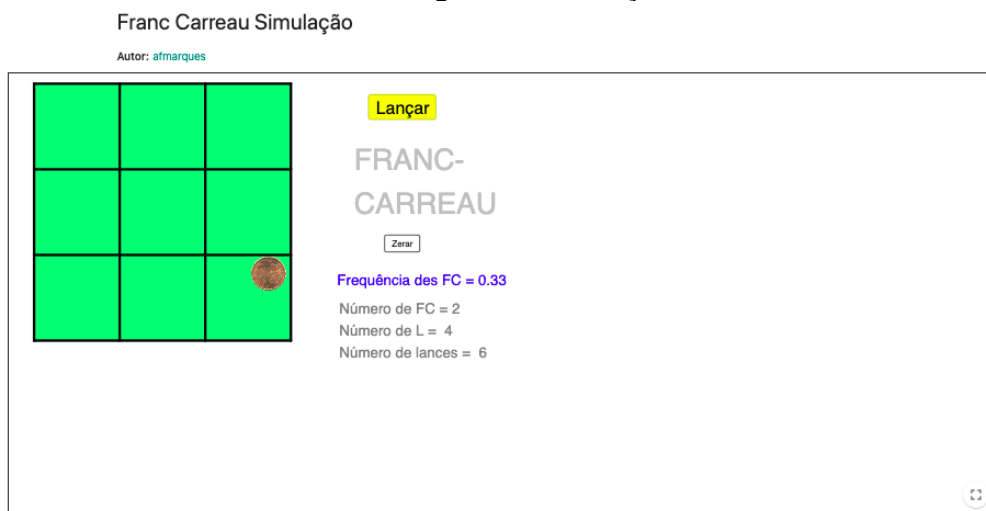 Franc Carreau Simulação
Autor: afmarques
Lançar
FRANC-
CARREAU
Zerar
Frequência des FC = 0.33
Número de FC = 2
Número de L = 4
Número de lances = 6